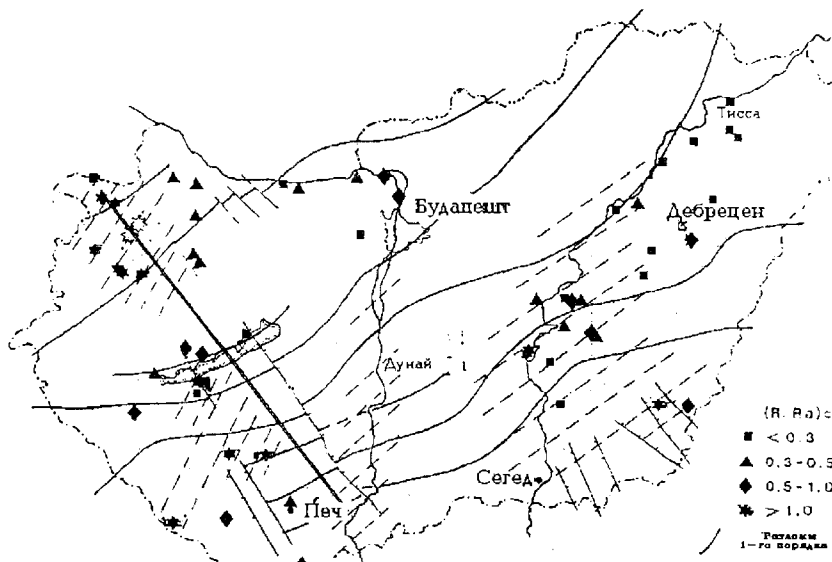 Тисса
Будапешт
Дебрецен
Дунай
(R/Ra)c
< 0.3
0.3-0.5
Сегед
0.5-1.0
Печ
> 1.0
Разломы
1-го порядка